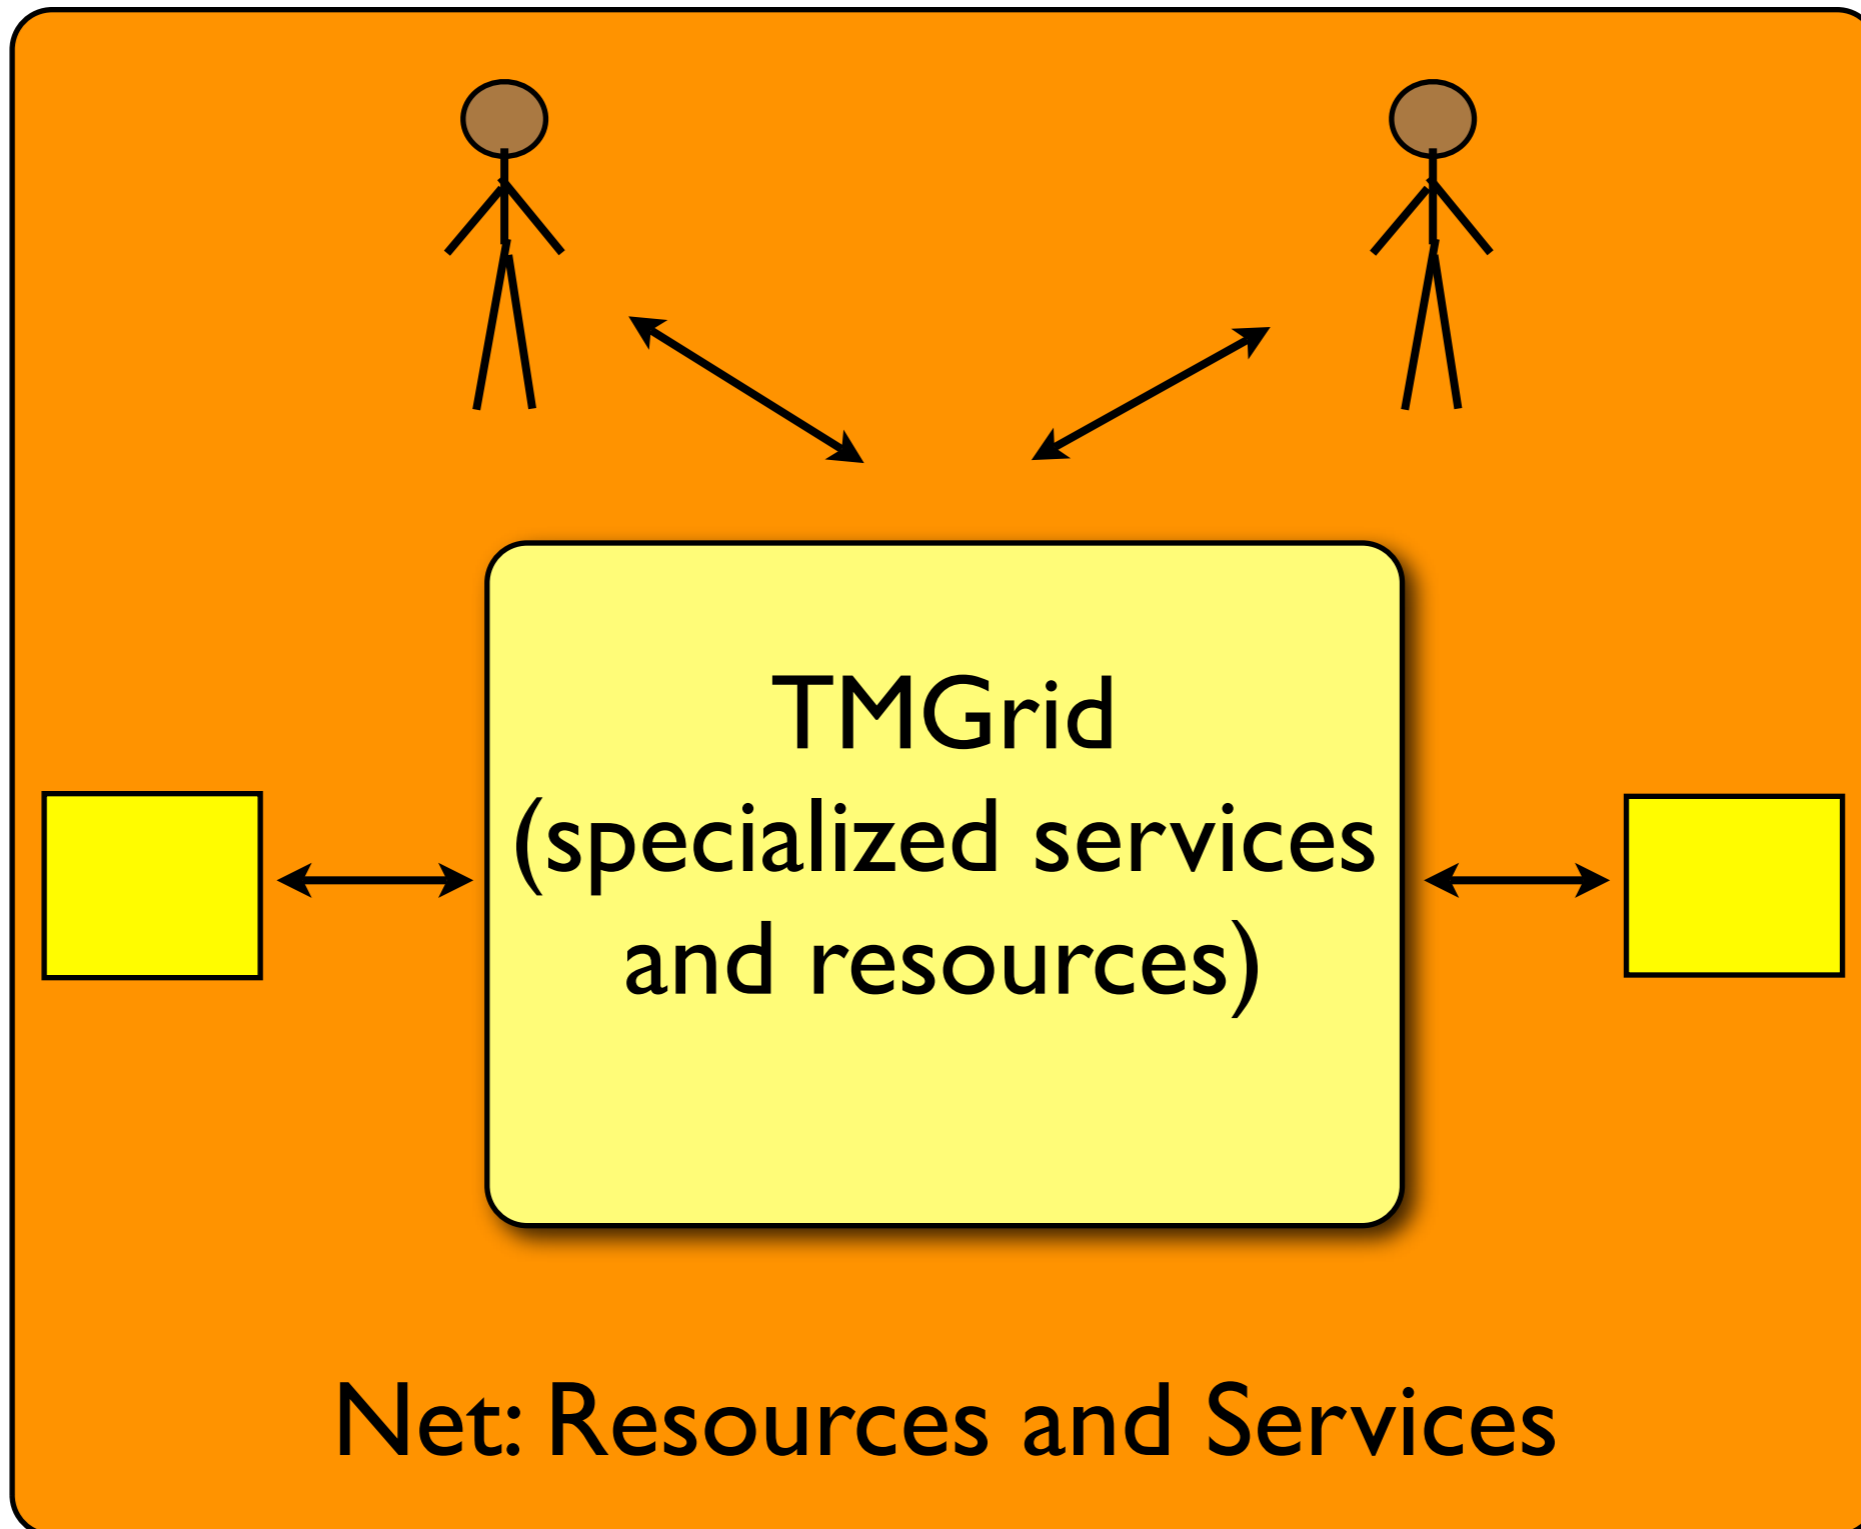 TMGrid
(specialized services
and resources)
Net: Resources and Services